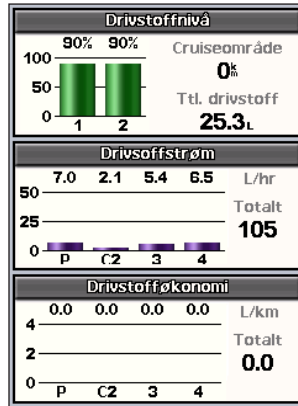 Drivstoffnivå
90% 90%
100
50
0
1 2
Cruiseområde
0km
Ttl. drivstoff
25.3L
Drivsoffstrøm
7.0 2.1 5.4 6.5 L/hr
50
25
0
P C2 3 4
Totalt
105
Drivstofføkonomi
0.0 0.0 0.0 0.0 L/km
4
2
0
P C2 3 4
Totalt
0.0